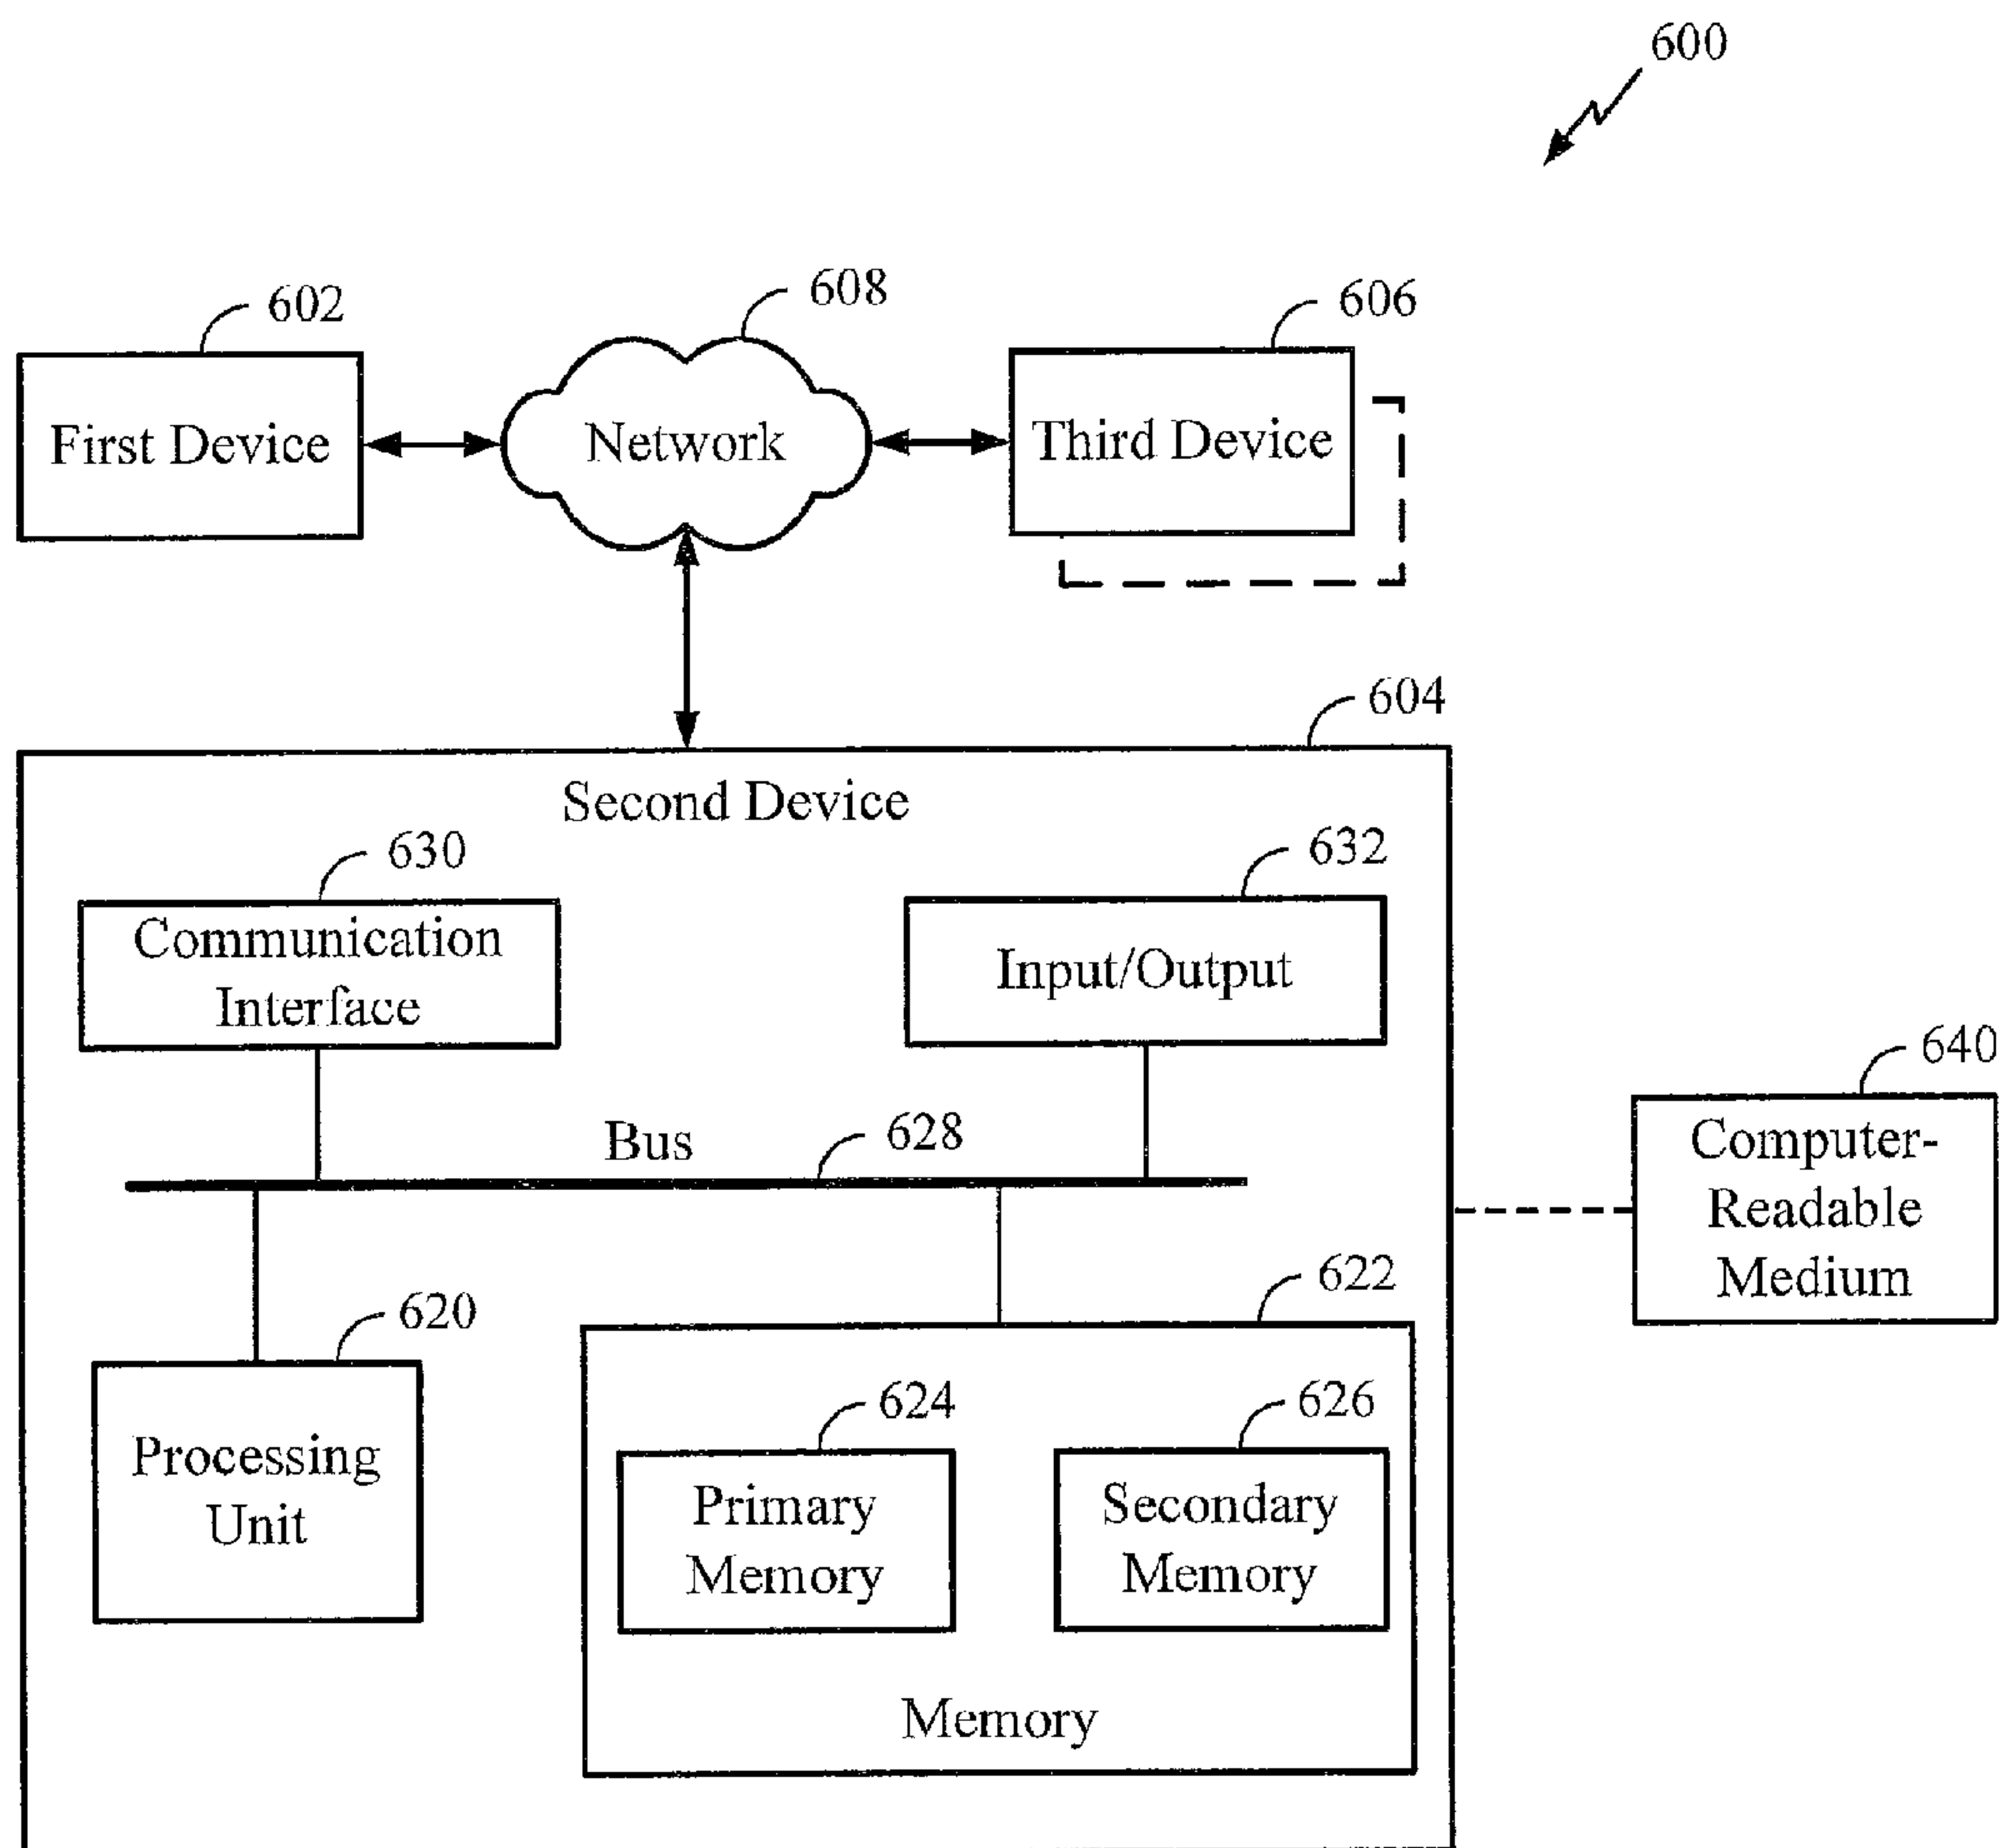 600
602
608
606
First Device
Network
Third Device
604
Second Device
630
632
Communication
Interface
Input/Output
640
Computer-
Readable
Medium
Bus
628
622
620
Processing
Unit
624
626
Primary
Memory
Secondary
Memory
Memory